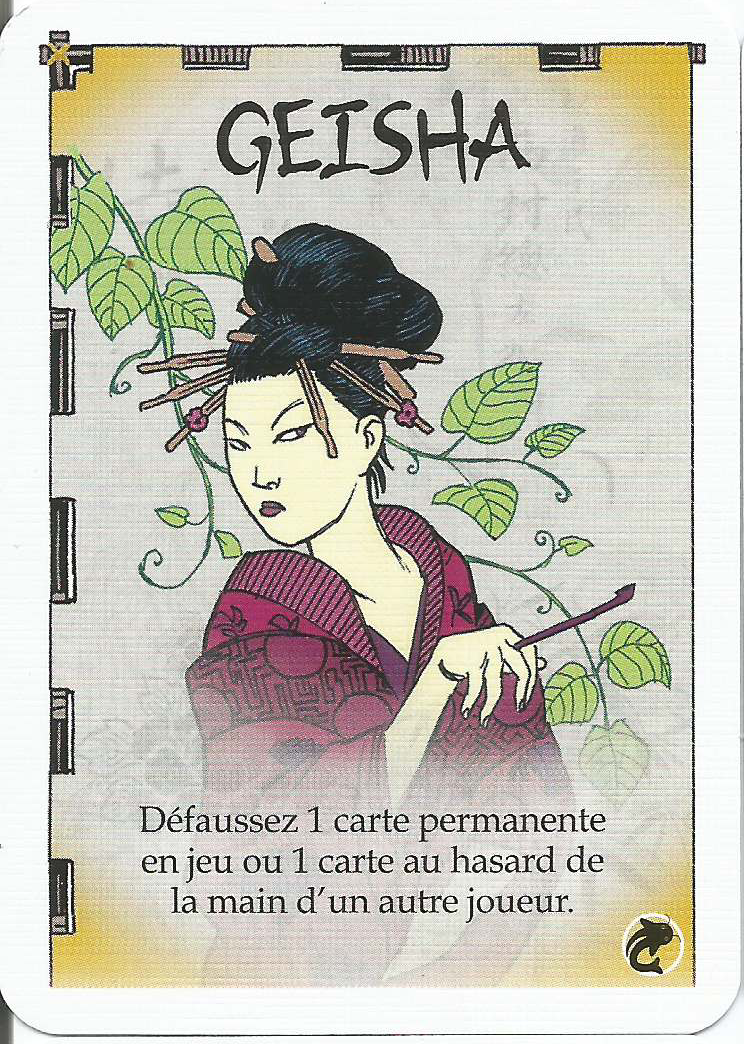 GEISHA
Défaussez 1 carte permanente
en jeu ou 1 carte au hasard de
la main d'un autre joueur.